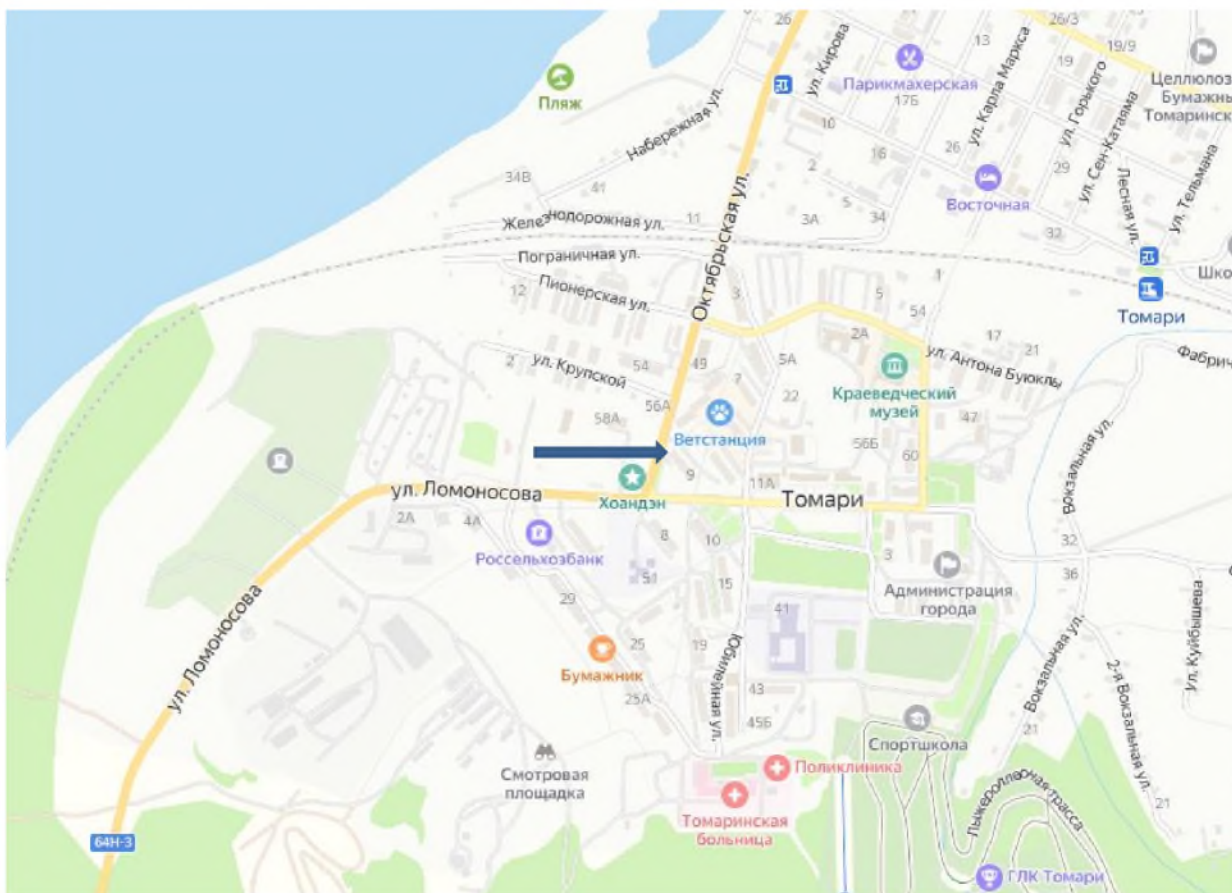 26
26/3
13
ул. Кирова
19
19/9
Парикмахерская
17Б
ул. Карла Маркса
ул. Горького
Бумажны
Томаринск
Пляж
Набережная ул.
10
26
ул. Сен-Катаяма
2
16
29
Лесная ул.
ул. Тельмана
34В
41
5
Восточная
Железнодорожная ул.
11
3А
34
32
Октябрьская ул.
Пограничная ул.
Шко
12
Пионерская ул.
3
5
1
54
Томари
2А
17
21
ул. Антона Буюклы
Фабрич
2
ул. Крупской
54
49
7
5А
22
Краеведческий
музей
47
58А
56А
Ветстанция
56Б
60
Вокзальная ул.
9
11А
ул. Ломоносова
Хоандэн
Томари
2А
4А
8
10
3
32
Россельхозбанк
51
15
36
Администрация
города
29
41
ул. Куйбышева
ул. Ломоносова
25
19
Юбилейная ул.
Вокзальная ул.
2-я Вокзальная ул.
Бумажник
25А
43
45Б
Спортшкола
21
Смотровая
площадка
Поликлиника
Лыжероллерная трасса
21
Томаринская
больница
64Н-3
ГЛК Томари